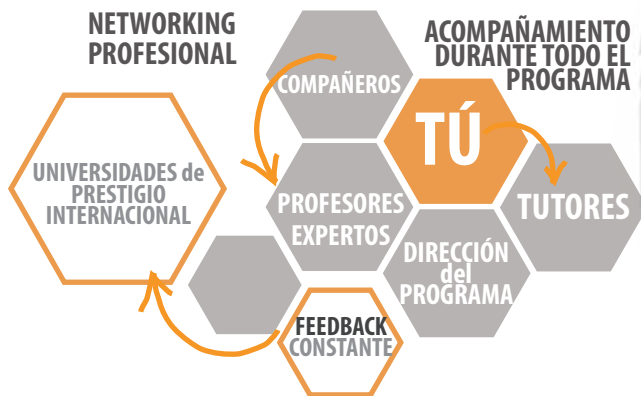 NETWORKING
PROFESIONAL
ACOMPAÑAMIENTO
DURANTE TODO EL
PROGRAMA
COMPAÑEROS
TÚ
UNIVERSIDADES de
PRESTIGIO
INTERNACIONAL
PROFESORES
EXPERTOS
TUTORES
DIRECCIÓN
del
PROGRAMA
FEEDBACK
CONSTANTE